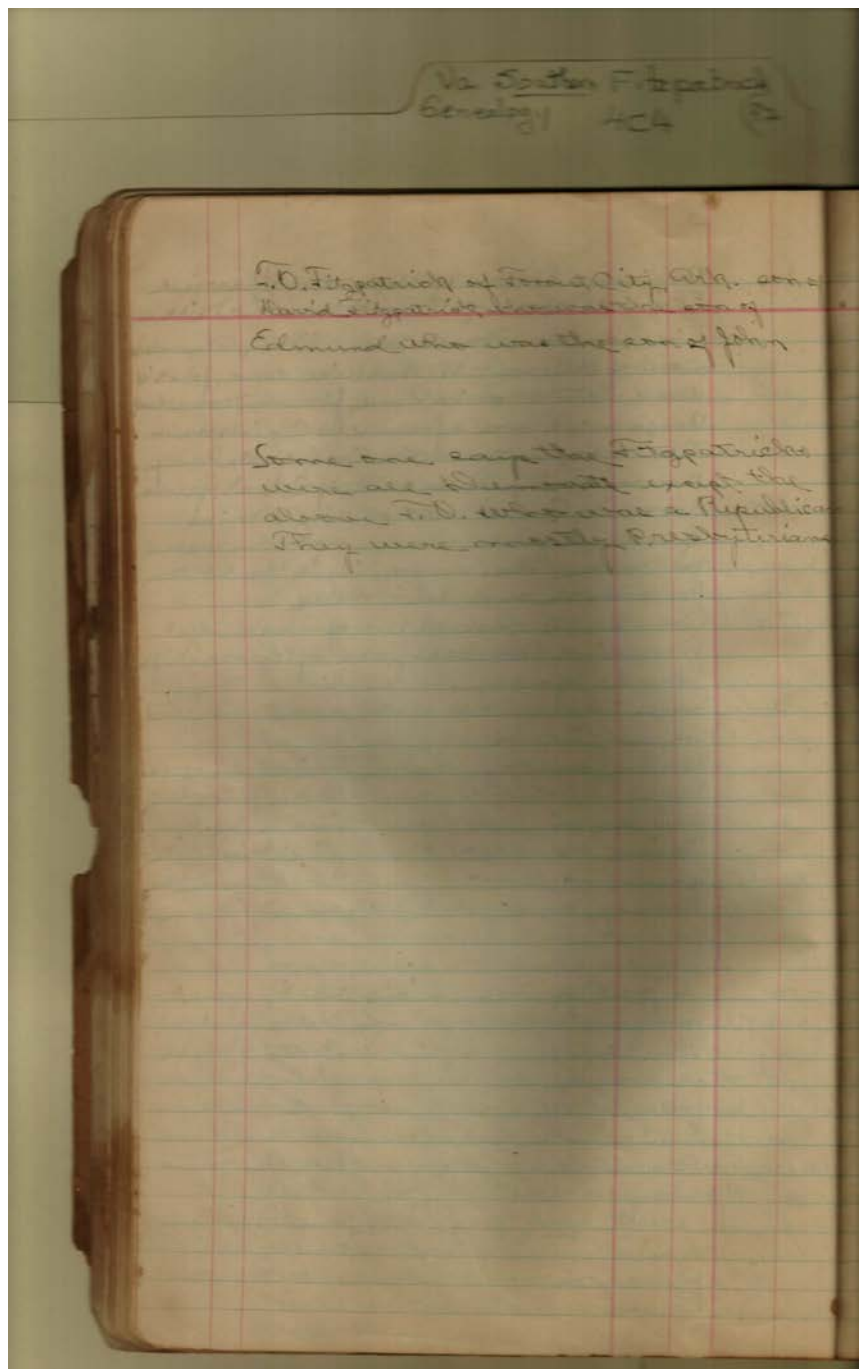 Va Southern Fitzpatrick
Genealogy 4C4
F.D. Fitzpatrick of Forrest City Ark. son of
David Fitzpatrick son of
Edmund who was the son of John
Some one says the Fitzpatricks
were all Democrats except the
above F.D. who was a Republican
They were mostly Presbyterians